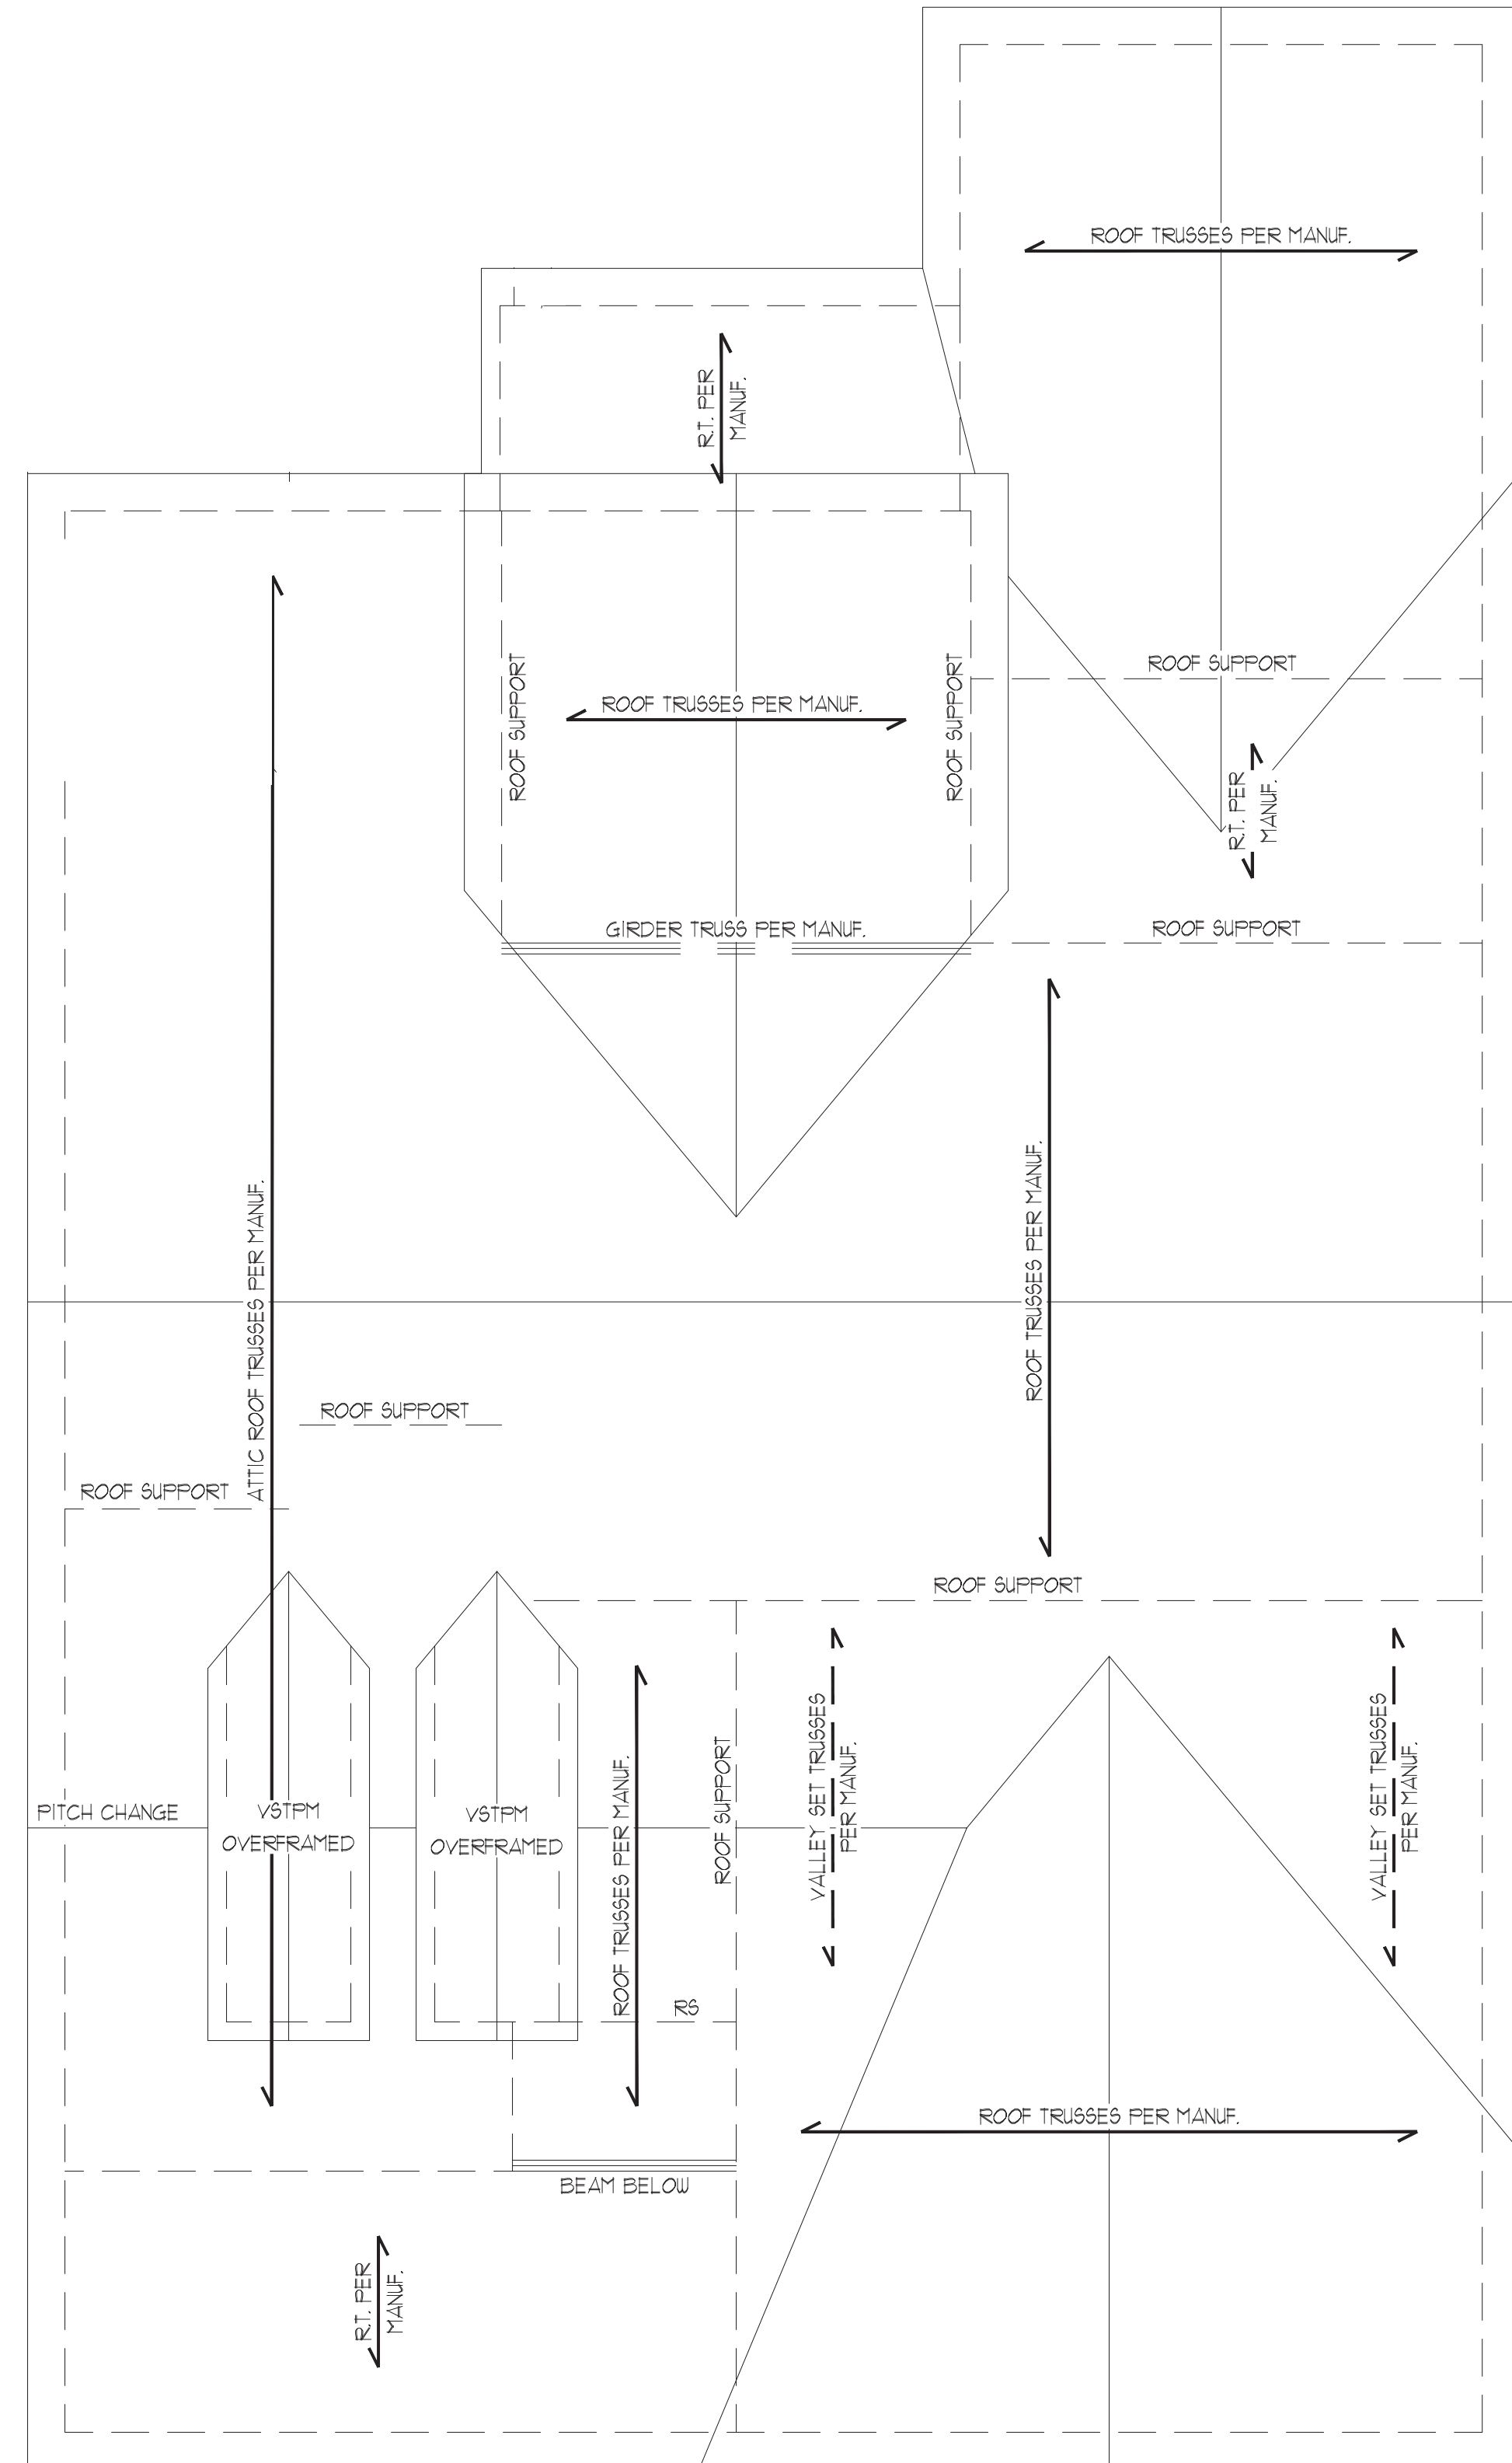 ROOF TRUSSES PER MANUF.
R.T. PER
MANUF.
ROOF SUPPORT
ROOF TRUSSES PER MANUF.
ROOF SUPPORT
ROOF SUPPORT
R.T. PER
MANUF.
GIRDER TRUSS PER MANUF.
ROOF SUPPORT
ATTIC ROOF TRUSSES PER MANUF.
ROOF TRUSSES PER MANUF.
ROOF SUPPORT
ROOF SUPPORT
ROOF SUPPORT
PITCH CHANGE
VSTPM
OVERFRAMED
VSTPM
OVERFRAMED
ROOF TRUSSES PER MANUF.
ROOF SUPPORT
VALLEY SET TRUSSES
PER MANUF.
VALLEY SET TRUSSES
PER MANUF.
RS
ROOF TRUSSES PER MANUF.
BEAM BELOW
R.T. PER
MANUF.